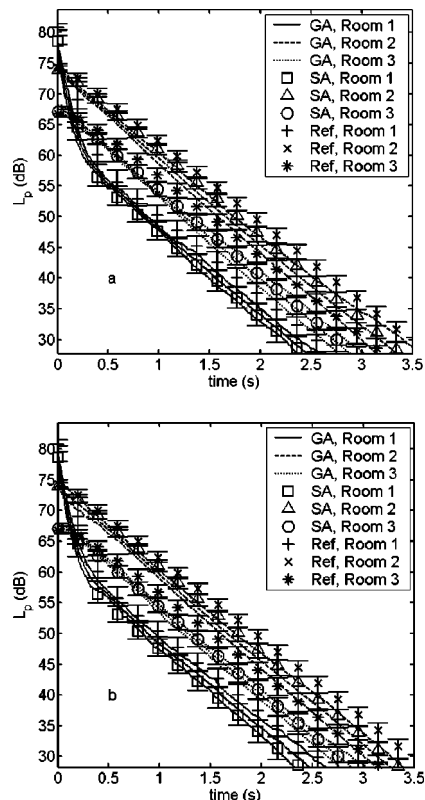 80
75
70
65
60
55
50
45
40
35
30
L_p (dB)
GA, Room 1
GA, Room 2
GA, Room 3
SA, Room 1
SA, Room 2
SA, Room 3
Ref, Room 1
Ref, Room 2
Ref, Room 3
a
0 0.5 1 1.5 2 2.5 3 3.5
time (s)
80
75
70
65
60
55
50
45
40
35
30
L_p (dB)
GA, Room 1
GA, Room 2
GA, Room 3
SA, Room 1
SA, Room 2
SA, Room 3
Ref, Room 1
Ref, Room 2
Ref, Room 3
b
0 0.5 1 1.5 2 2.5 3 3.5
time (s)